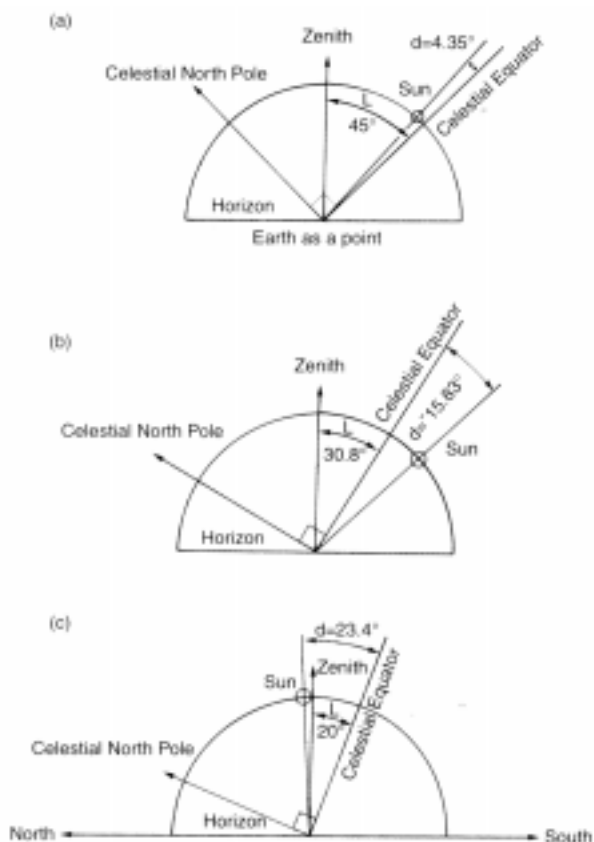 (a)
Zenith
d=4.35°
Celestial North Pole
Sun
Celestial Equator
L
45°
Horizon
Earth as a point
(b)
Zenith
Celestial Equator
d=-15.83°
Celestial North Pole
L
30.8°
Sun
Horizon
(c)
d=23.4°
Zenith
Sun
Celestial Equator
L
20°
Celestial North Pole
Horizon
North
South